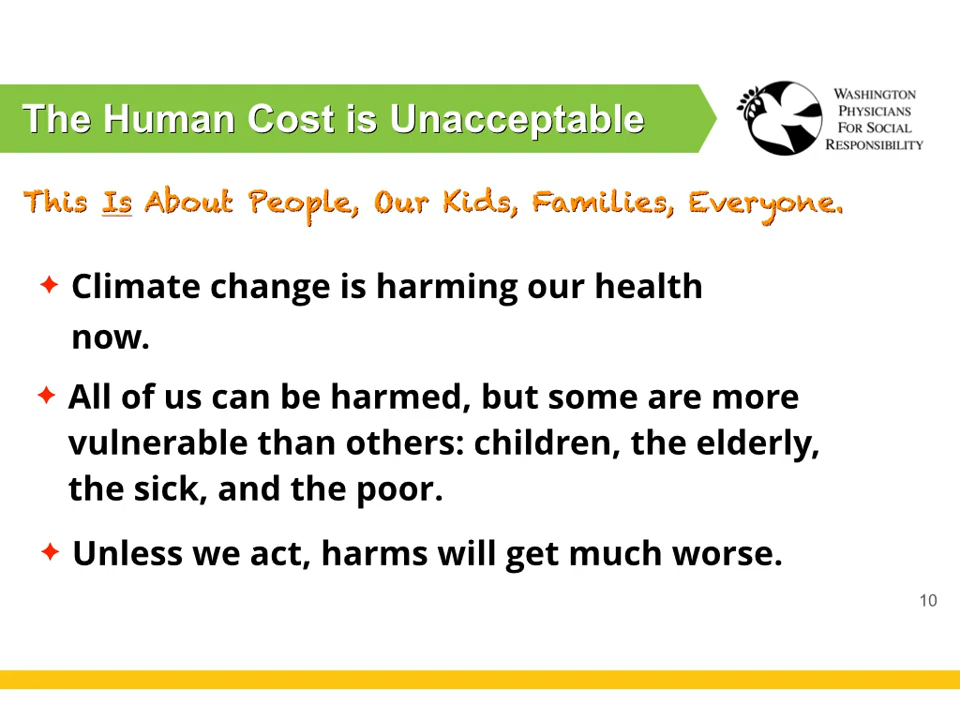 The Human Cost is Unacceptable
WASHINGTON
PHYSICIANS
FOR SOCIAL
RESPONSIBILITY
This Is About People, Our Kids, Families, Everyone.
Climate change is harming our health
now.
All of us can be harmed, but some are more
vulnerable than others: children, the elderly,
the sick, and the poor.
Unless we act, harms will get much worse.
10